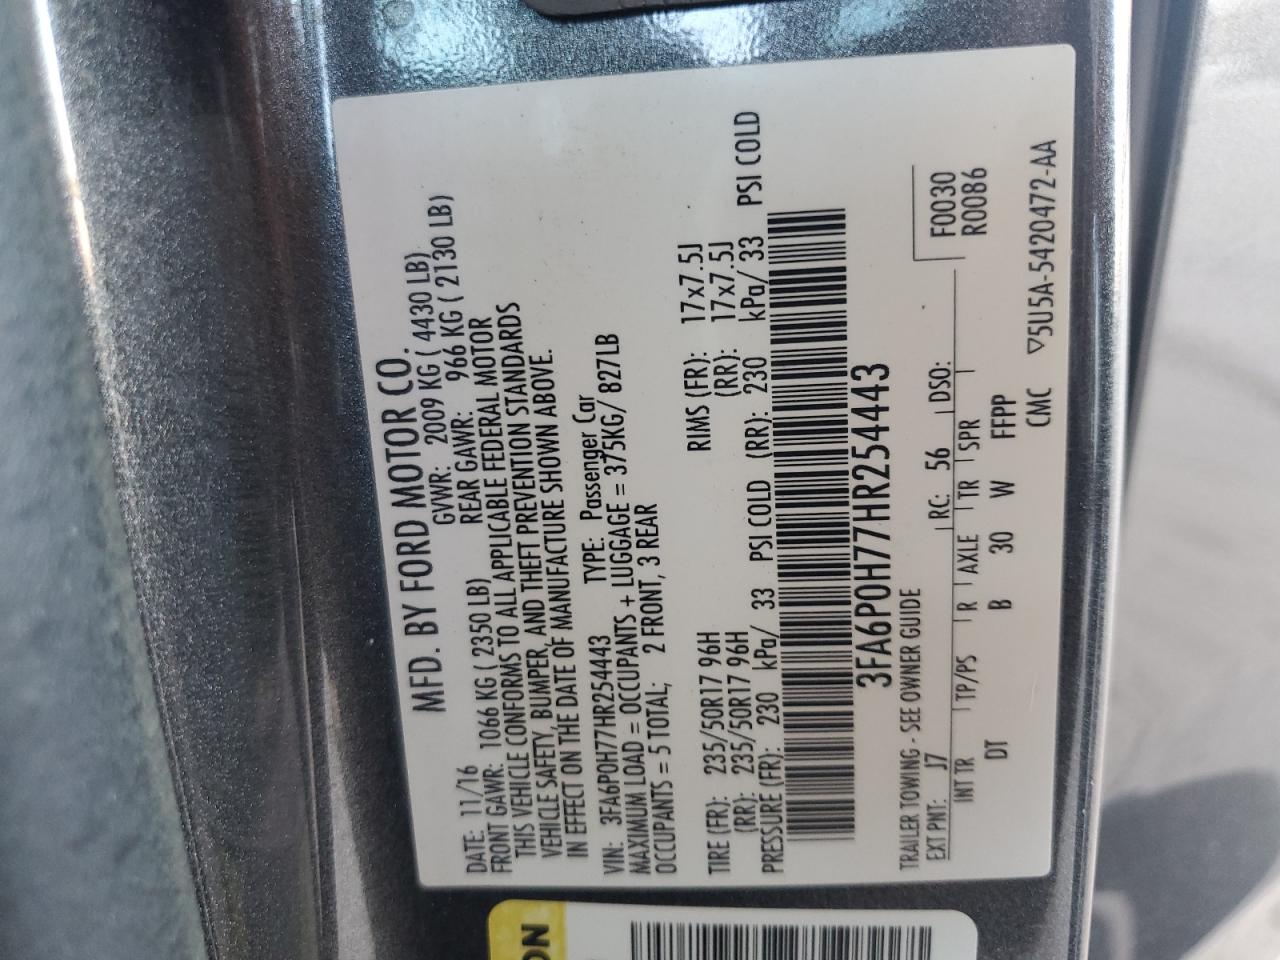 MFD. BY FORD MOTOR CO.
DATE: 11/16 GVWR: 2009 KG ( 4430 LB)
FRONT GAWR: 1066 KG ( 2350 LB) REAR GAWR: 966 KG ( 2130 LB)
THIS VEHICLE CONFORMS TO ALL APPLICABLE FEDERAL MOTOR
VEHICLE SAFETY, BUMPER, AND THEFT PREVENTION STANDARDS
IN EFFECT ON THE DATE OF MANUFACTURE SHOWN ABOVE.
VIN: 3FA6P0H77HR254443 TYPE: Passenger Car
MAXIMUM LOAD = OCCUPANTS + LUGGAGE = 375KG/ 827LB
OCCUPANTS = 5 TOTAL, 2 FRONT, 3 REAR
TIRE (FR): 235/50R17 96H RIMS (FR): 17x7.5J
(RR): 235/50R17 96H (RR): 17x7.5J
PRESSURE (FR): 230 kPa/ 33 PSI COLD (RR): 230 kPa/ 33 PSI COLD
3FA6P0H77HR254443
TRAILER TOWING - SEE OWNER GUIDE
F0030
R0086
EXT PNT: J7 RC: 56 DSO:
INT TR TP/PS R AXLE TR SPR
DT B 30 W FFPP
CMC ▽5U5A-5420472-AA
ON